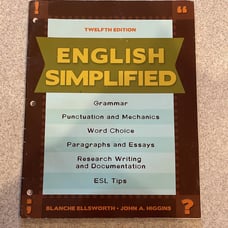 !
“
TWELFTH EDITION
ENGLISH
SIMPLIFIED
Grammar
Punctuation and Mechanics
Word Choice
Paragraphs and Essays
Research Writing
and Documentation
ESL Tips
BLANCHE ELLSWORTH • JOHN A. HIGGINS
;
?